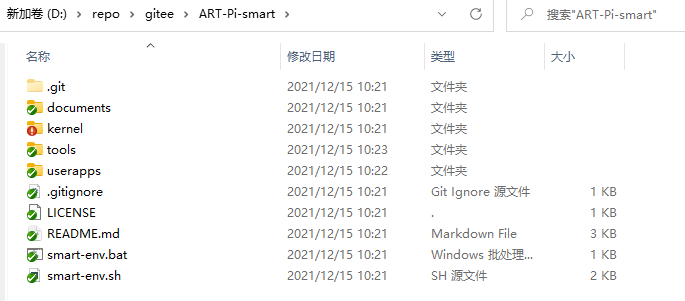 新加卷 (D:) > repo > gitee > ART-Pi-smart >
搜索"ART-Pi-smart"
名称 修改日期 类型 大小
.git 2021/12/15 10:21 文件夹
documents 2021/12/15 10:21 文件夹
kernel 2021/12/15 10:21 文件夹
tools 2021/12/15 10:23 文件夹
userapps 2021/12/15 10:22 文件夹
.gitignore 2021/12/15 10:21 Git Ignore 源文件 1 KB
LICENSE 2021/12/15 10:21 . 1 KB
README.md 2021/12/15 10:21 Markdown File 3 KB
smart-env.bat 2021/12/15 10:21 Windows 批处理... 1 KB
smart-env.sh 2021/12/15 10:21 SH 源文件 2 KB